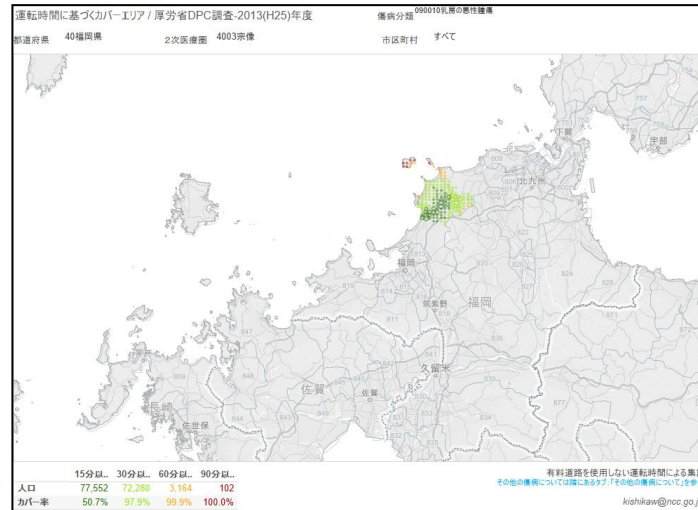 運転時間に基づくカバーエリア / 厚労省DPC調査-2013(H25)年度
傷病分類 090010乳房の悪性腫瘍
都道府県 40福岡県 2次医療圏 4003宗像 市区町村 すべて
下関
宇部
北九州
福岡
筑紫野
福岡
久留米
佐賀
佐賀
長崎
佐世保
15分以.. 30分以.. 60分以.. 90分..
人口 77,552 72,280 3,164 102
カバー率 50.7% 97.9% 99.9% 100.0%
有料道路を使用しない運転時間による集
その他の傷病については隣にあるタブ「その他の傷病について」を参
kishikaw@ncc.go.j